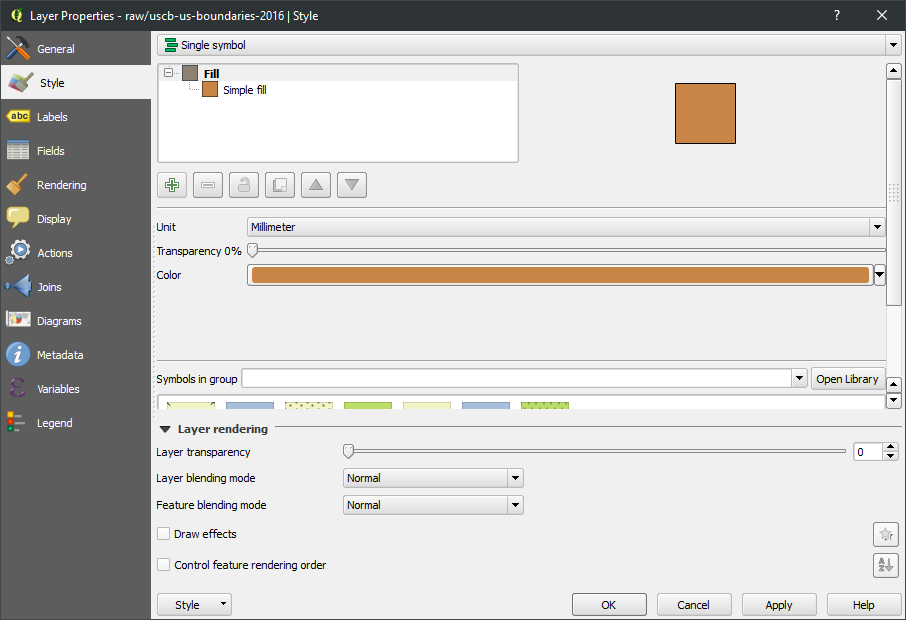 Layer Properties - raw/uscb-us-boundaries-2016 | Style
?
General
Style
abc Labels
Fields
Rendering
Display
Actions
Joins
Diagrams
Metadata
Variables
Legend
Single symbol
Fill
Simple fill
Unit Millimeter
Transparency 0%
Color
Symbols in group Open Library
Layer rendering
Layer transparency 0
Layer blending mode Normal
Feature blending mode Normal
Draw effects
Control feature rendering order
Style OK Cancel Apply Help